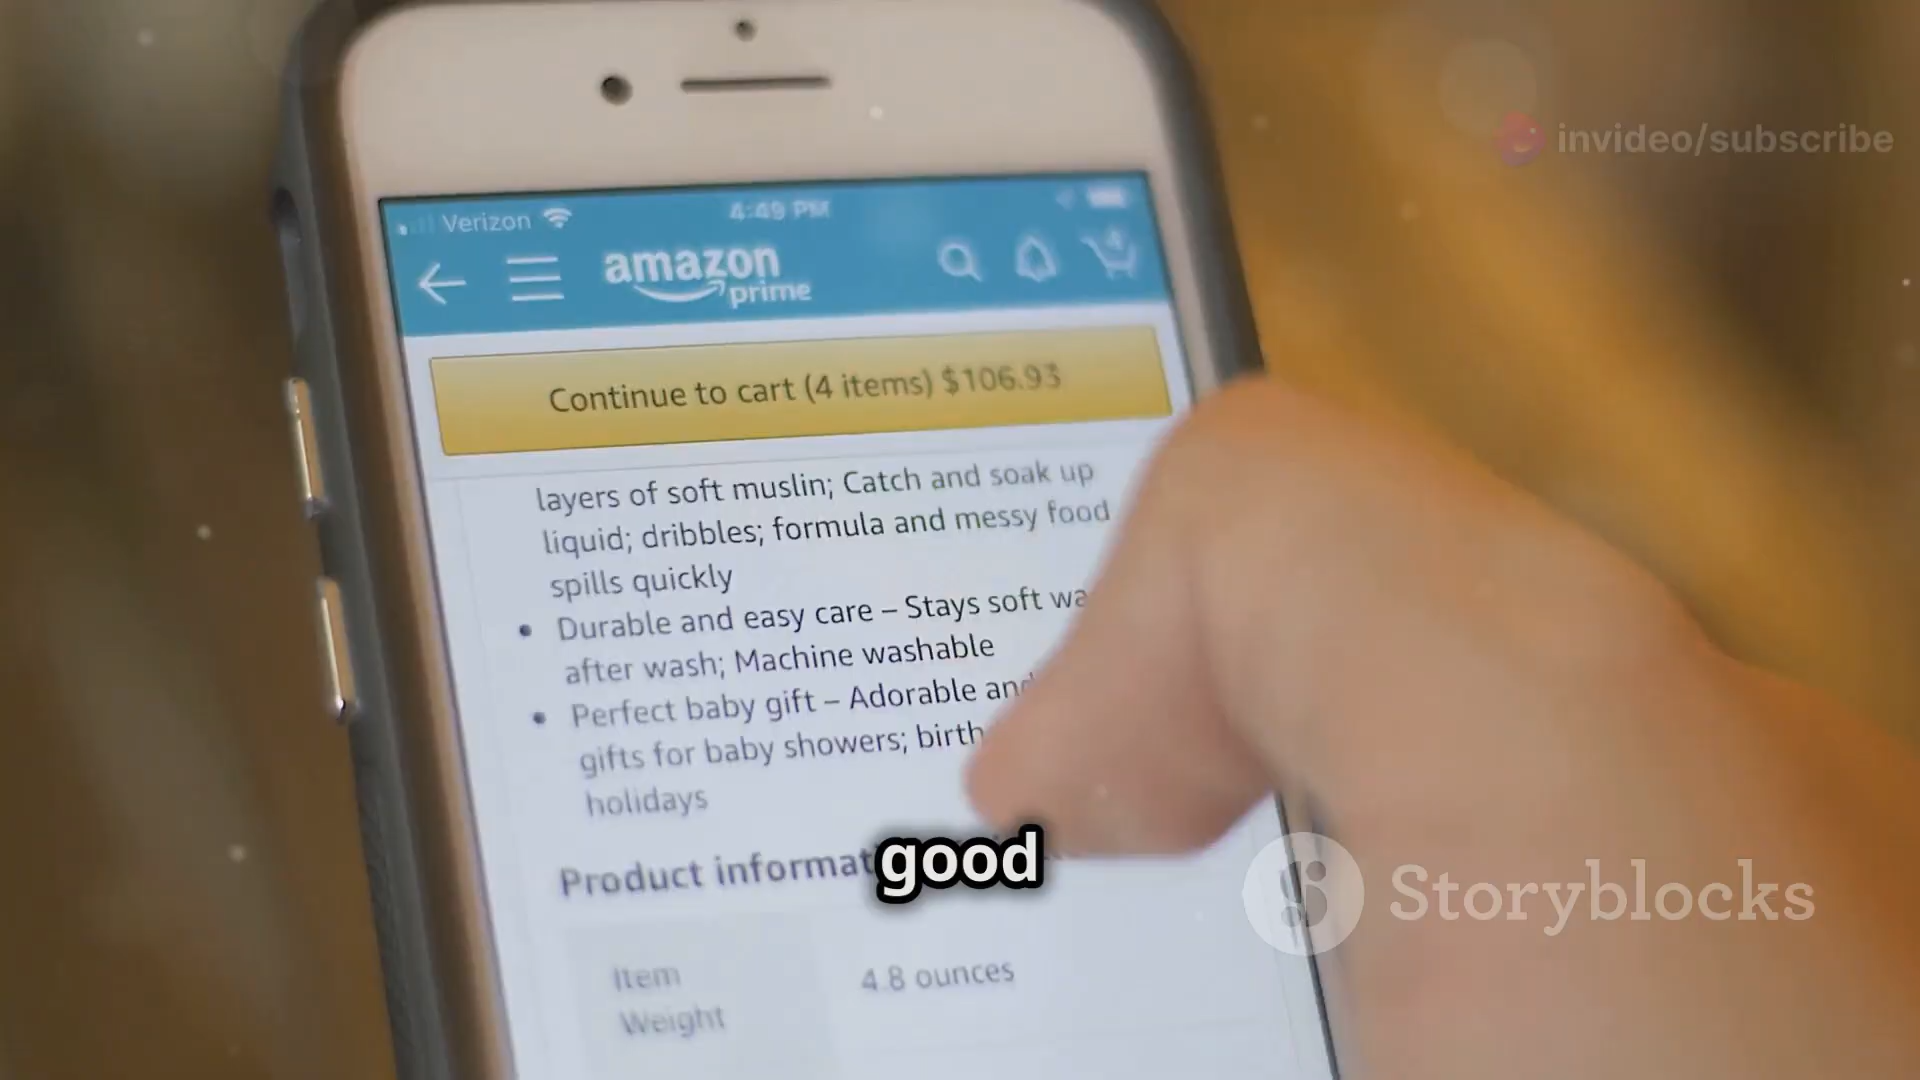 invideo/subscribe
Verizon 4:49 PM
amazon
prime
4
Continue to cart (4 items) $106.93
layers of soft muslin; Catch and soak up
liquid; dribbles; formula and messy food
spills quickly
• Durable and easy care – Stays soft
after wash; Machine washable
• Perfect baby gift – Adorable and
gifts for baby showers; birth
holidays
Product informat
good
Storyblocks
Item
Weight
4.8 ounces